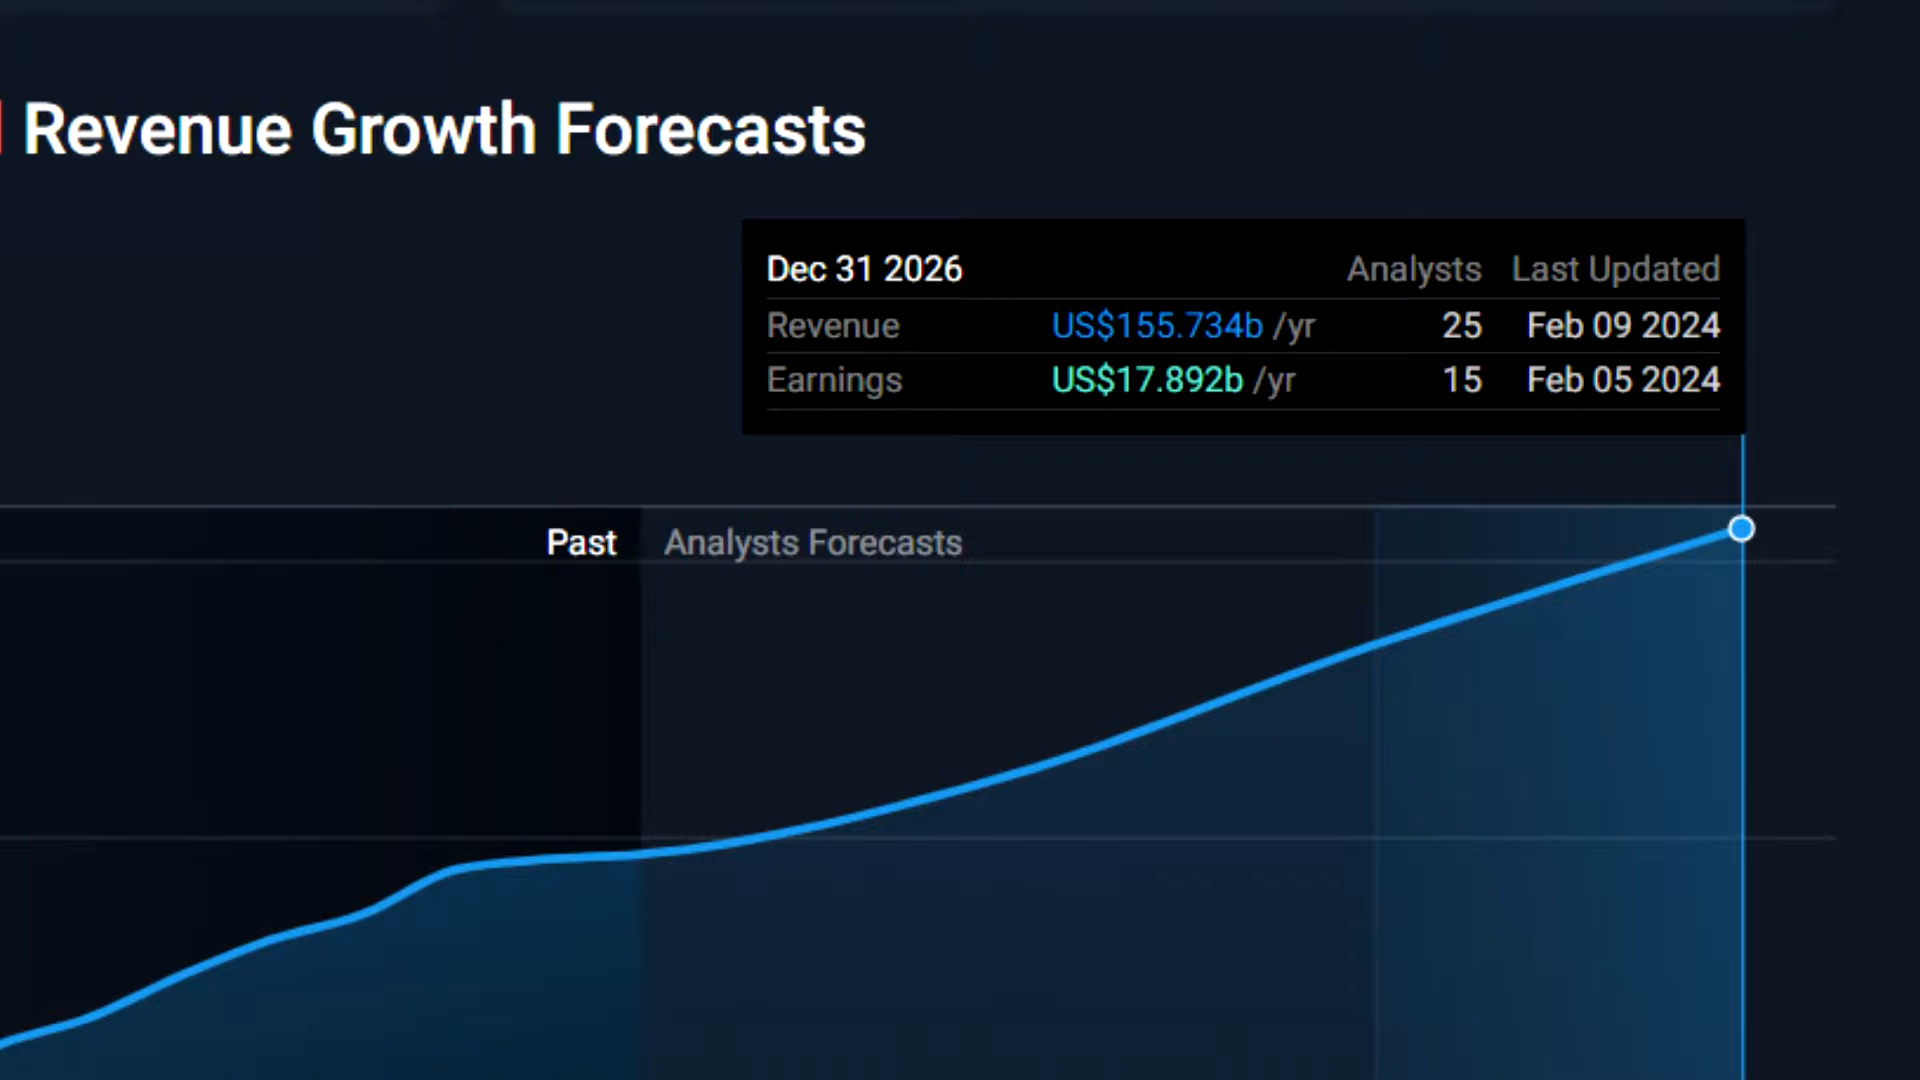 Revenue Growth Forecasts
Dec 31 2026 Analysts Last Updated
Revenue US$155.734b /yr 25 Feb 09 2024
Earnings US$17.892b /yr 15 Feb 05 2024
Past Analysts Forecasts